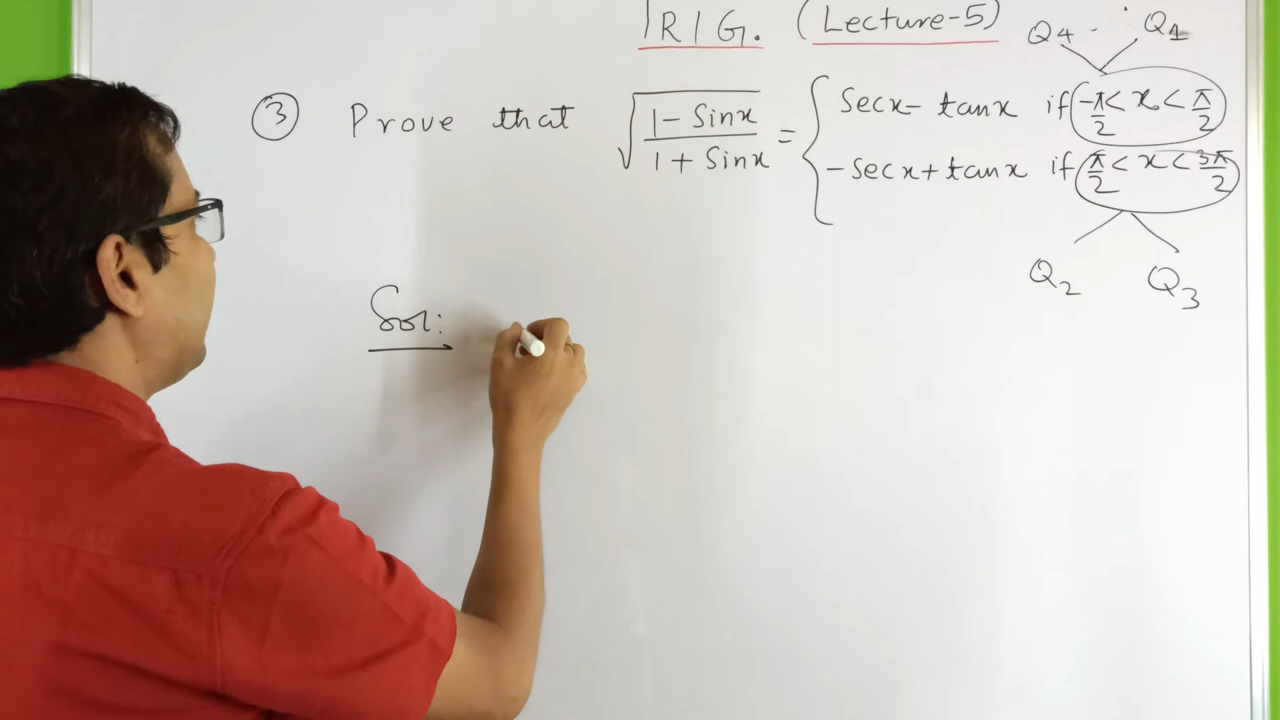 TRIG. (Lecture-5)
Q4 Q1
③ Prove that √((1 - Sinx)/(1 + Sinx)) = { Secx - tanx if -π/2 < x < π/2
-Secx + tanx if π/2 < x < 3π/2
Q2 Q3
Sol: